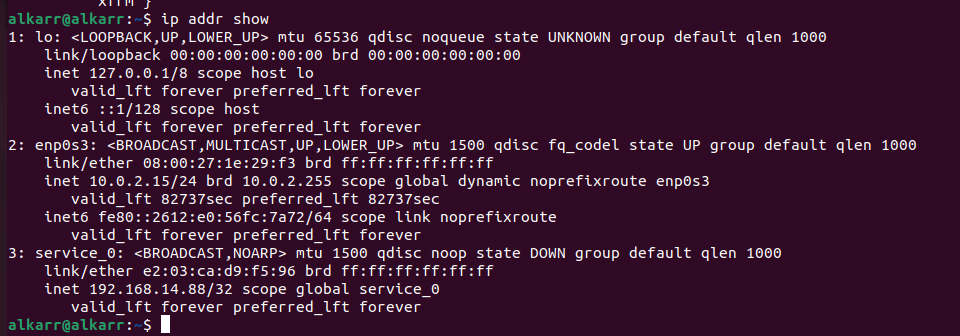 alkarr@alkarr:~$ ip addr show
1: lo: <LOOPBACK,UP,LOWER_UP> mtu 65536 qdisc noqueue state UNKNOWN group default qlen 1000
    link/loopback 00:00:00:00:00:00 brd 00:00:00:00:00:00
    inet 127.0.0.1/8 scope host lo
       valid_lft forever preferred_lft forever
    inet6 ::1/128 scope host
       valid_lft forever preferred_lft forever
2: enp0s3: <BROADCAST,MULTICAST,UP,LOWER_UP> mtu 1500 qdisc fq_codel state UP group default qlen 1000
    link/ether 08:00:27:1e:29:f3 brd ff:ff:ff:ff:ff:ff
    inet 10.0.2.15/24 brd 10.0.2.255 scope global dynamic noprefixroute enp0s3
       valid_lft 82737sec preferred_lft 82737sec
    inet6 fe80::2612:e0:56fc:7a72/64 scope link noprefixroute
       valid_lft forever preferred_lft forever
3: service_0: <BROADCAST,NOARP> mtu 1500 qdisc noop state DOWN group default qlen 1000
    link/ether e2:03:ca:d9:f5:96 brd ff:ff:ff:ff:ff:ff
    inet 192.168.14.88/32 scope global service_0
       valid_lft forever preferred_lft forever
alkarr@alkarr:~$